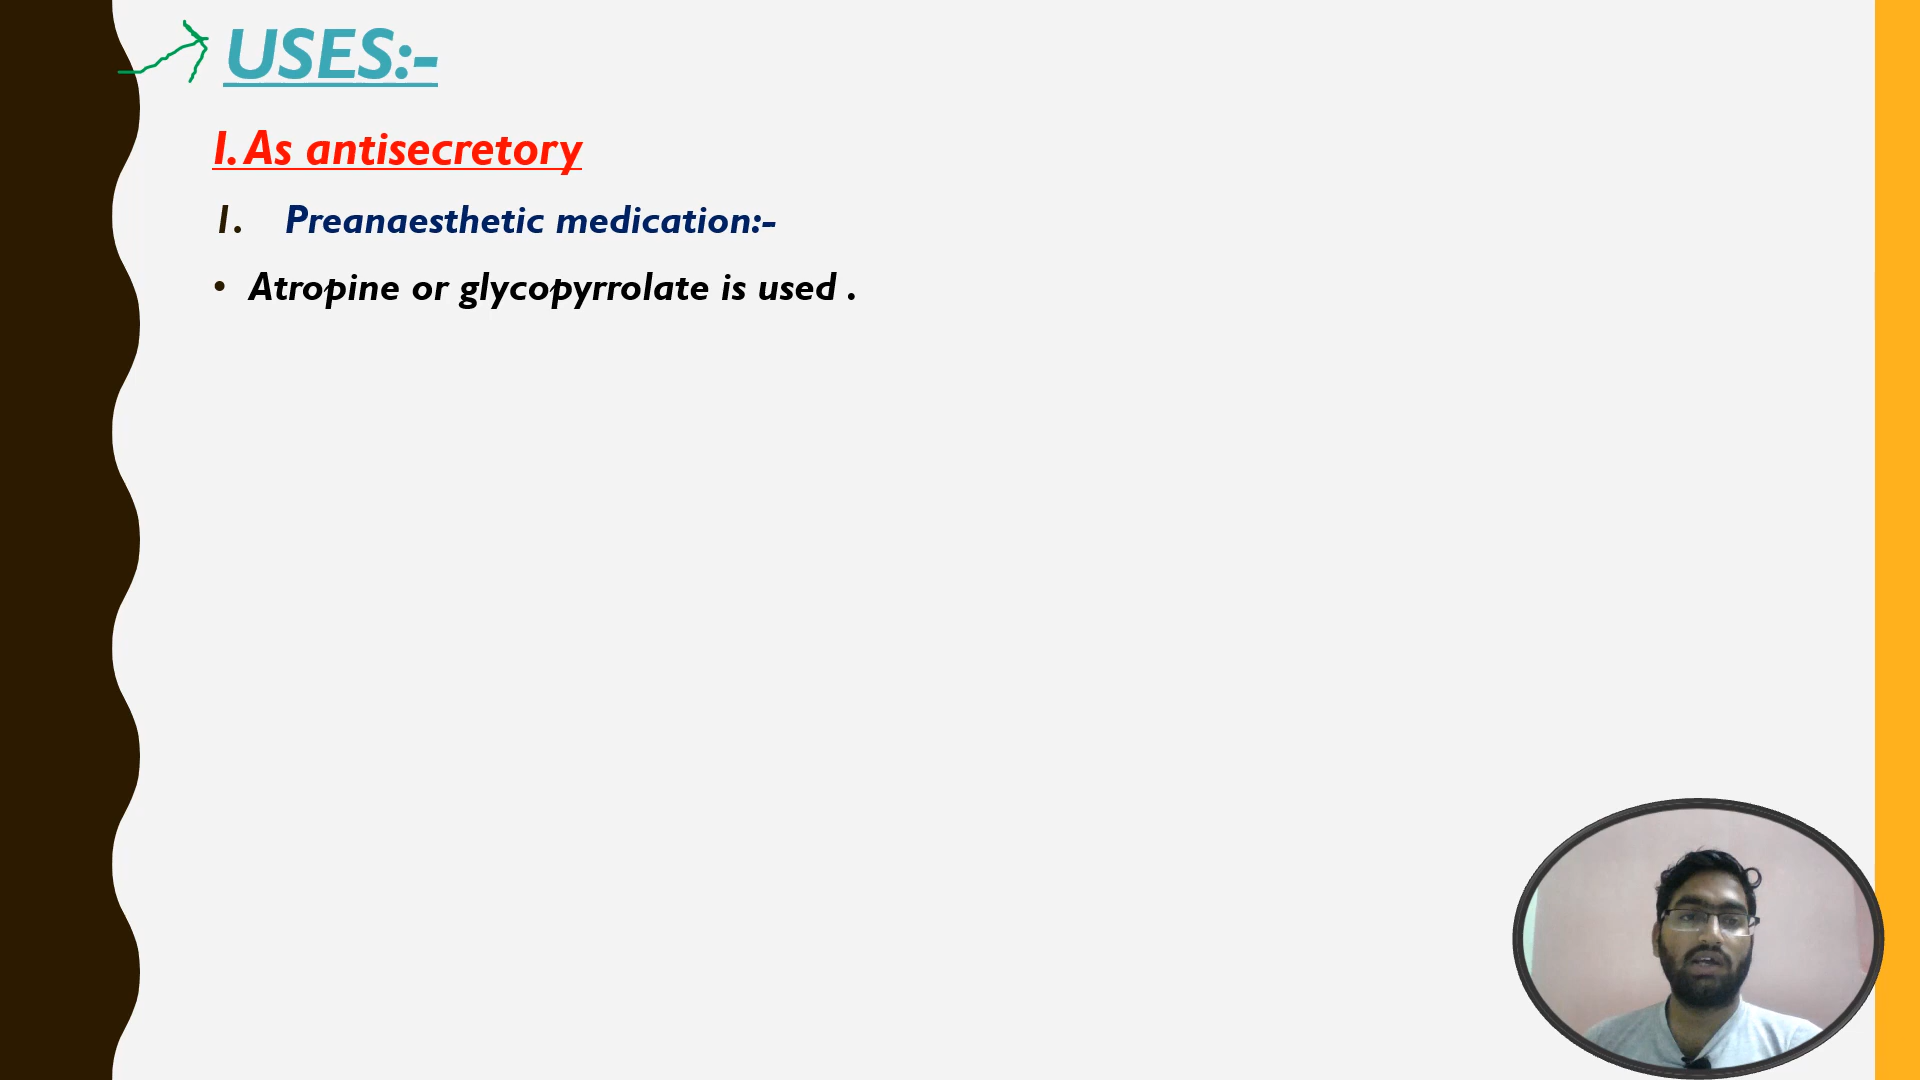 USES:-
I. As antisecretory
1. Preanaesthetic medication:-
• Atropine or glycopyrrolate is used .